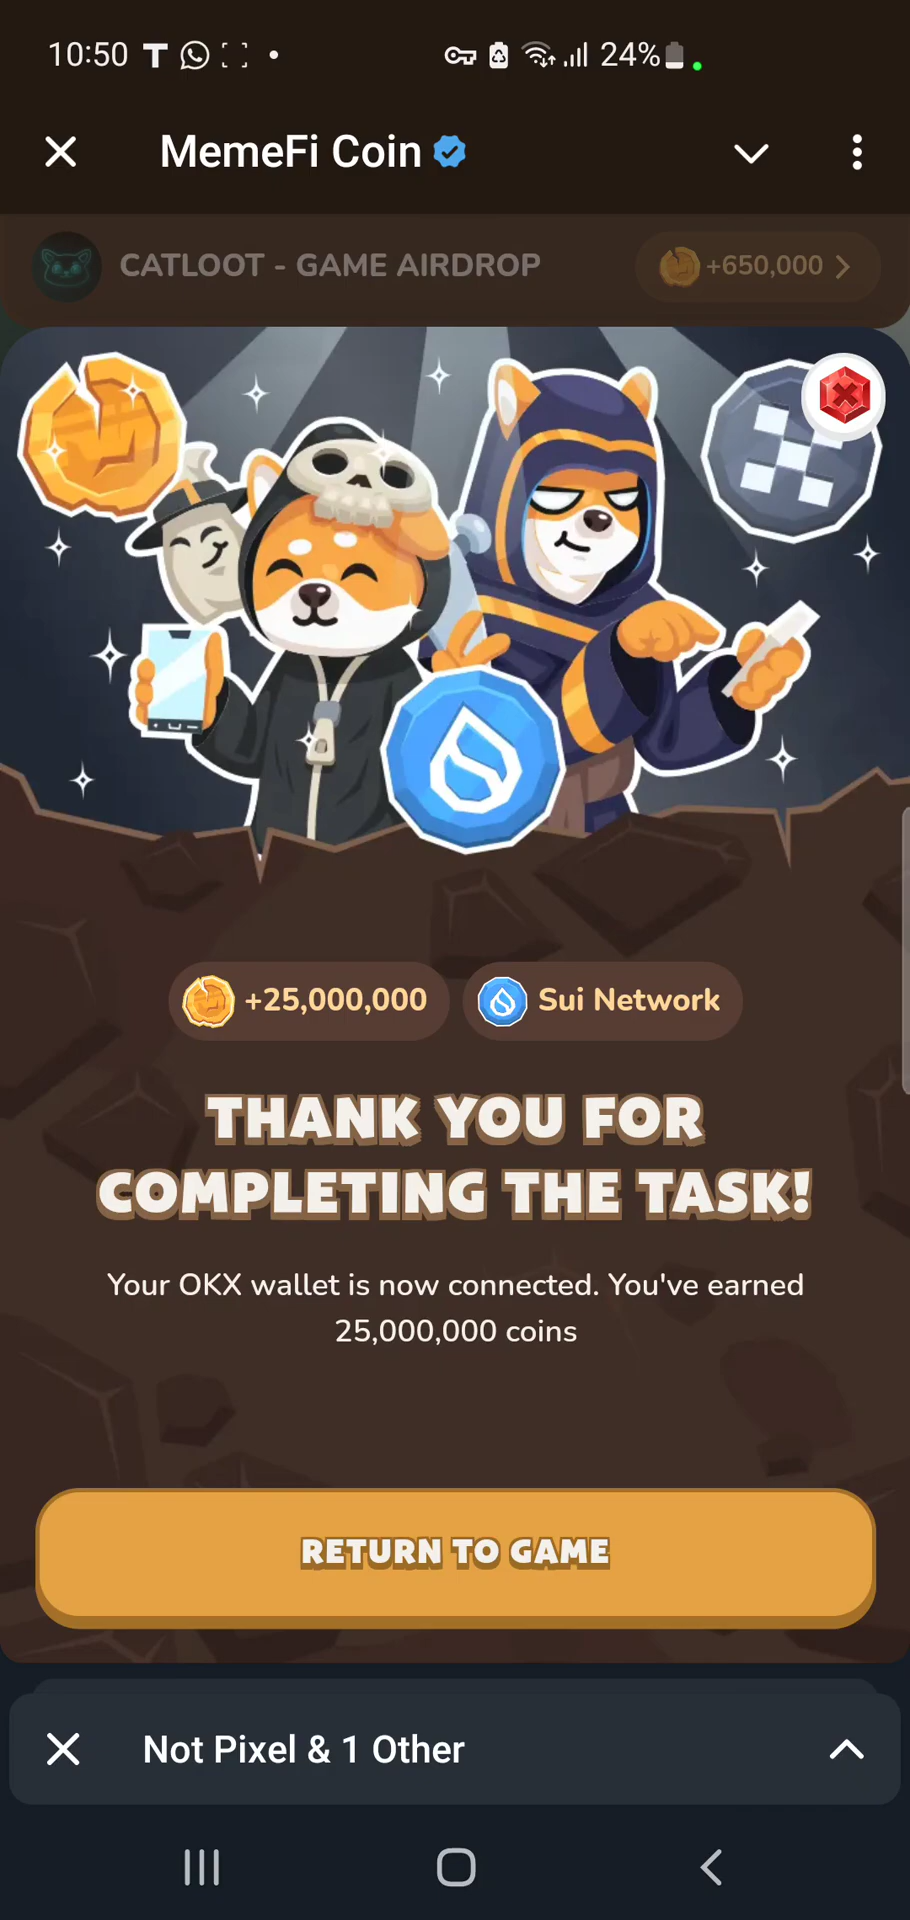 10:50
24%
MemeFi Coin
CATLOOT - GAME AIRDROP
+650,000
+25,000,000
Sui Network
THANK YOU FOR
COMPLETING THE TASK!
Your OKX wallet is now connected. You've earned
25,000,000 coins
RETURN TO GAME
Not Pixel & 1 Other